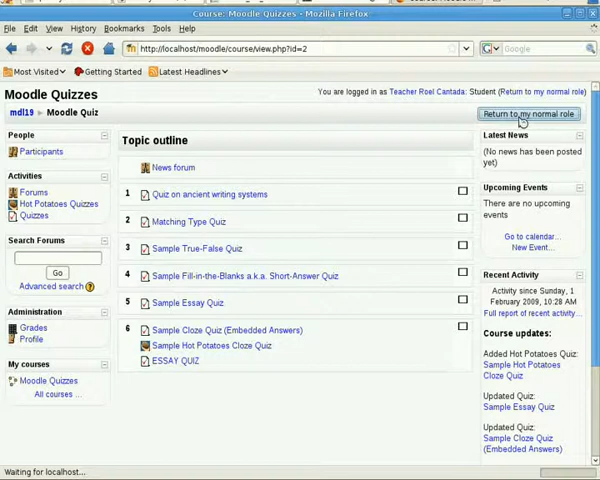 Course: Moodle Quizzes - Mozilla Firefox
File Edit View History Bookmarks Tools Help
http://localhost/moodle/course/view.php?id=2
Google
Most Visited Getting Started Latest Headlines
Moodle Quizzes
You are logged in as Teacher Roel Cantada: Student (Return to my normal role)
mdl19 ► Moodle Quiz
Return to my normal role
People
Participants
Activities
Forums
Hot Potatoes Quizzes
Quizzes
Search Forums
Go
Advanced search ?
Administration
Grades
Profile
My courses
Moodle Quizzes
All courses ...
Topic outline
News forum
1 Quiz on ancient writing systems
2 Matching Type Quiz
3 Sample True-False Quiz
4 Sample Fill-in-the-Blanks a.k.a. Short-Answer Quiz
5 Sample Essay Quiz
6 Sample Cloze Quiz (Embedded Answers)
Sample Hot Potatoes Cloze Quiz
ESSAY QUIZ
Latest News
(No news has been posted
yet)
Upcoming Events
There are no upcoming
events
Go to calendar...
New Event...
Recent Activity
Activity since Sunday, 1
February 2009, 10:28 AM
Full report of recent activity...
Course updates:
Added Hot Potatoes Quiz:
Sample Hot Potatoes
Cloze Quiz
Updated Quiz:
Sample Essay Quiz
Updated Quiz:
Sample Cloze Quiz
(Embedded Answers)
Waiting for localhost...